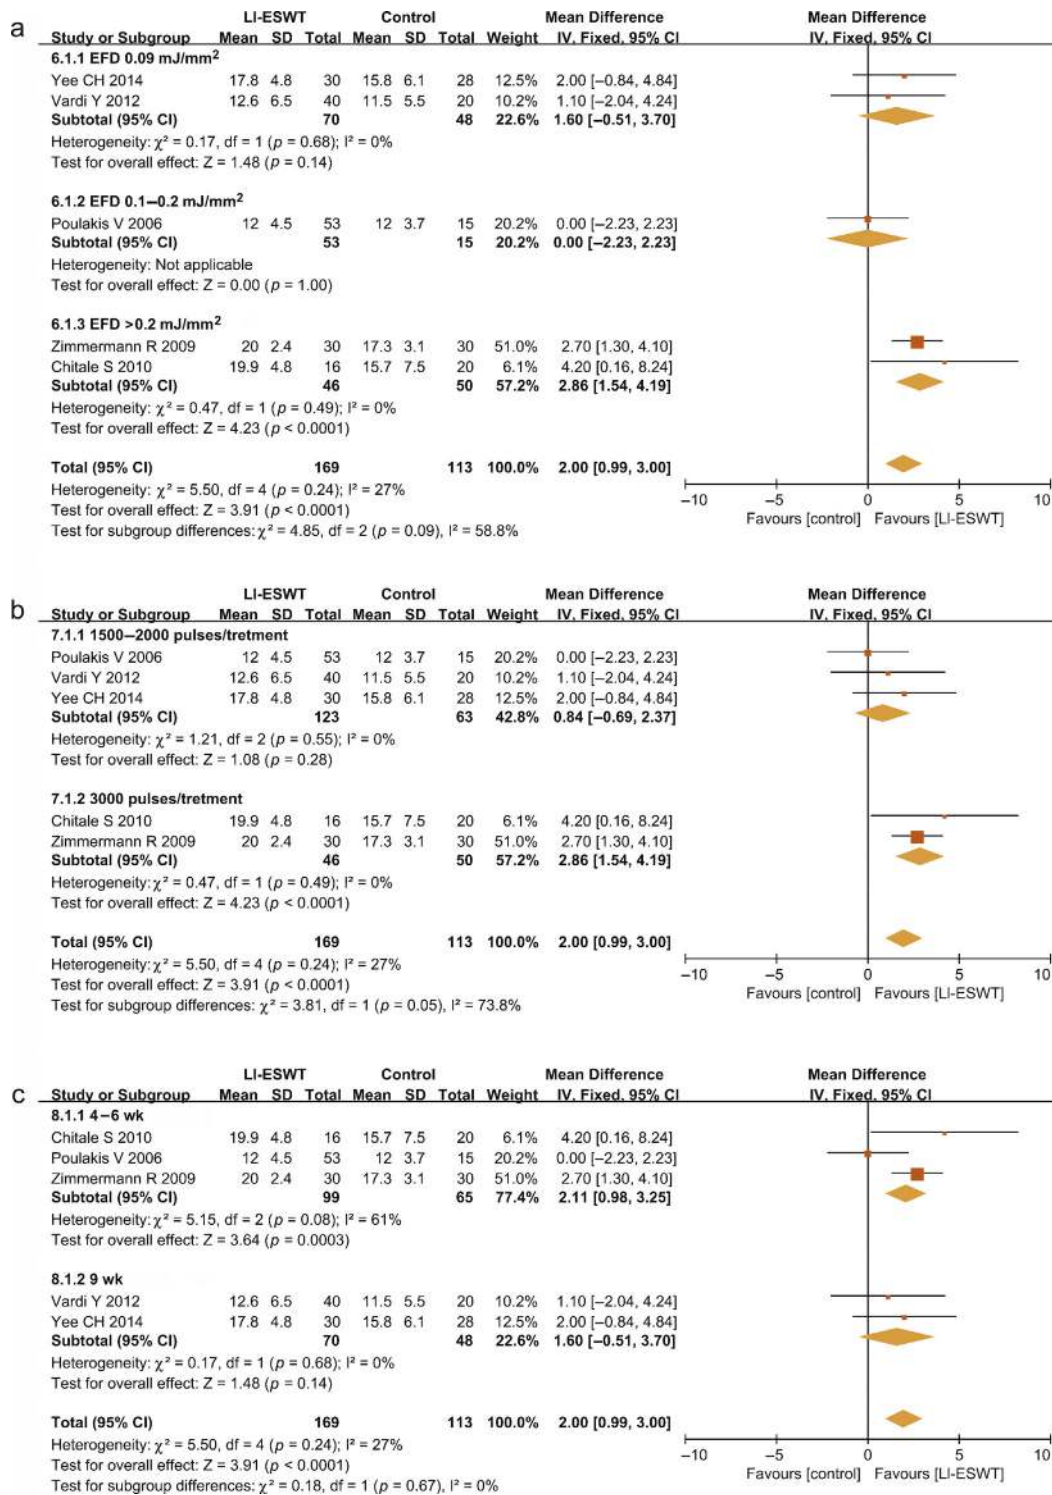 a
LI-ESWT Control Mean Difference Mean Difference
Study or Subgroup Mean SD Total Mean SD Total Weight IV, Fixed, 95% CI IV, Fixed, 95% CI
6.1.1 EFD 0.09 mJ/mm²
Yee CH 2014 17.8 4.8 30 15.8 6.1 28 12.5% 2.00 [−0.84, 4.84]
Vardi Y 2012 12.6 6.5 40 11.5 5.5 20 10.2% 1.10 [−2.04, 4.24]
Subtotal (95% CI) 70 48 22.6% 1.60 [−0.51, 3.70]
Heterogeneity: χ² = 0.17, df = 1 (p = 0.68); I² = 0%
Test for overall effect: Z = 1.48 (p = 0.14)
6.1.2 EFD 0.1−0.2 mJ/mm²
Poulakis V 2006 12 4.5 53 12 3.7 15 20.2% 0.00 [−2.23, 2.23]
Subtotal (95% CI) 53 15 20.2% 0.00 [−2.23, 2.23]
Heterogeneity: Not applicable
Test for overall effect: Z = 0.00 (p = 1.00)
6.1.3 EFD >0.2 mJ/mm²
Zimmermann R 2009 20 2.4 30 17.3 3.1 30 51.0% 2.70 [1.30, 4.10]
Chitale S 2010 19.9 4.8 16 15.7 7.5 20 6.1% 4.20 [0.16, 8.24]
Subtotal (95% CI) 46 50 57.2% 2.86 [1.54, 4.19]
Heterogeneity: χ² = 0.47, df = 1 (p = 0.49); I² = 0%
Test for overall effect: Z = 4.23 (p < 0.0001)
Total (95% CI) 169 113 100.0% 2.00 [0.99, 3.00]
Heterogeneity: χ² = 5.50, df = 4 (p = 0.24); I² = 27%
Test for overall effect: Z = 3.91 (p < 0.0001)
Test for subgroup differences: χ² = 4.85, df = 2 (p = 0.09), I² = 58.8%
−10 −5 0 5 10
Favours [control] Favours [LI-ESWT]
b
LI-ESWT Control Mean Difference Mean Difference
Study or Subgroup Mean SD Total Mean SD Total Weight IV, Fixed, 95% CI IV, Fixed, 95% CI
7.1.1 1500−2000 pulses/tretment
Poulakis V 2006 12 4.5 53 12 3.7 15 20.2% 0.00 [−2.23, 2.23]
Vardi Y 2012 12.6 6.5 40 11.5 5.5 20 10.2% 1.10 [−2.04, 4.24]
Yee CH 2014 17.8 4.8 30 15.8 6.1 28 12.5% 2.00 [−0.84, 4.84]
Subtotal (95% CI) 123 63 42.8% 0.84 [−0.69, 2.37]
Heterogeneity: χ² = 1.21, df = 2 (p = 0.55); I² = 0%
Test for overall effect: Z = 1.08 (p = 0.28)
7.1.2 3000 pulses/tretment
Chitale S 2010 19.9 4.8 16 15.7 7.5 20 6.1% 4.20 [0.16, 8.24]
Zimmermann R 2009 20 2.4 30 17.3 3.1 30 51.0% 2.70 [1.30, 4.10]
Subtotal (95% CI) 46 50 57.2% 2.86 [1.54, 4.19]
Heterogeneity: χ² = 0.47, df = 1 (p = 0.49); I² = 0%
Test for overall effect: Z = 4.23 (p < 0.0001)
Total (95% CI) 169 113 100.0% 2.00 [0.99, 3.00]
Heterogeneity: χ² = 5.50, df = 4 (p = 0.24); I² = 27%
Test for overall effect: Z = 3.91 (p < 0.0001)
Test for subgroup differences: χ² = 3.81, df = 1 (p = 0.05), I² = 73.8%
−10 −5 0 5 10
Favours [control] Favours [LI-ESWT]
c
LI-ESWT Control Mean Difference Mean Difference
Study or Subgroup Mean SD Total Mean SD Total Weight IV, Fixed, 95% CI IV, Fixed, 95% CI
8.1.1 4−6 wk
Chitale S 2010 19.9 4.8 16 15.7 7.5 20 6.1% 4.20 [0.16, 8.24]
Poulakis V 2006 12 4.5 53 12 3.7 15 20.2% 0.00 [−2.23, 2.23]
Zimmermann R 2009 20 2.4 30 17.3 3.1 30 51.0% 2.70 [1.30, 4.10]
Subtotal (95% CI) 99 65 77.4% 2.11 [0.98, 3.25]
Heterogeneity: χ² = 5.15, df = 2 (p = 0.08); I² = 61%
Test for overall effect: Z = 3.64 (p = 0.0003)
8.1.2 9 wk
Vardi Y 2012 12.6 6.5 40 11.5 5.5 20 10.2% 1.10 [−2.04, 4.24]
Yee CH 2014 17.8 4.8 30 15.8 6.1 28 12.5% 2.00 [−0.84, 4.84]
Subtotal (95% CI) 70 48 22.6% 1.60 [−0.51, 3.70]
Heterogeneity: χ² = 0.17, df = 1 (p = 0.68); I² = 0%
Test for overall effect: Z = 1.48 (p = 0.14)
Total (95% CI) 169 113 100.0% 2.00 [0.99, 3.00]
Heterogeneity: χ² = 5.50, df = 4 (p = 0.24); I² = 27%
Test for overall effect: Z = 3.91 (p < 0.0001)
Test for subgroup differences: χ² = 0.18, df = 1 (p = 0.67), I² = 0%
−10 −5 0 5 10
Favours [control] Favours [LI-ESWT]